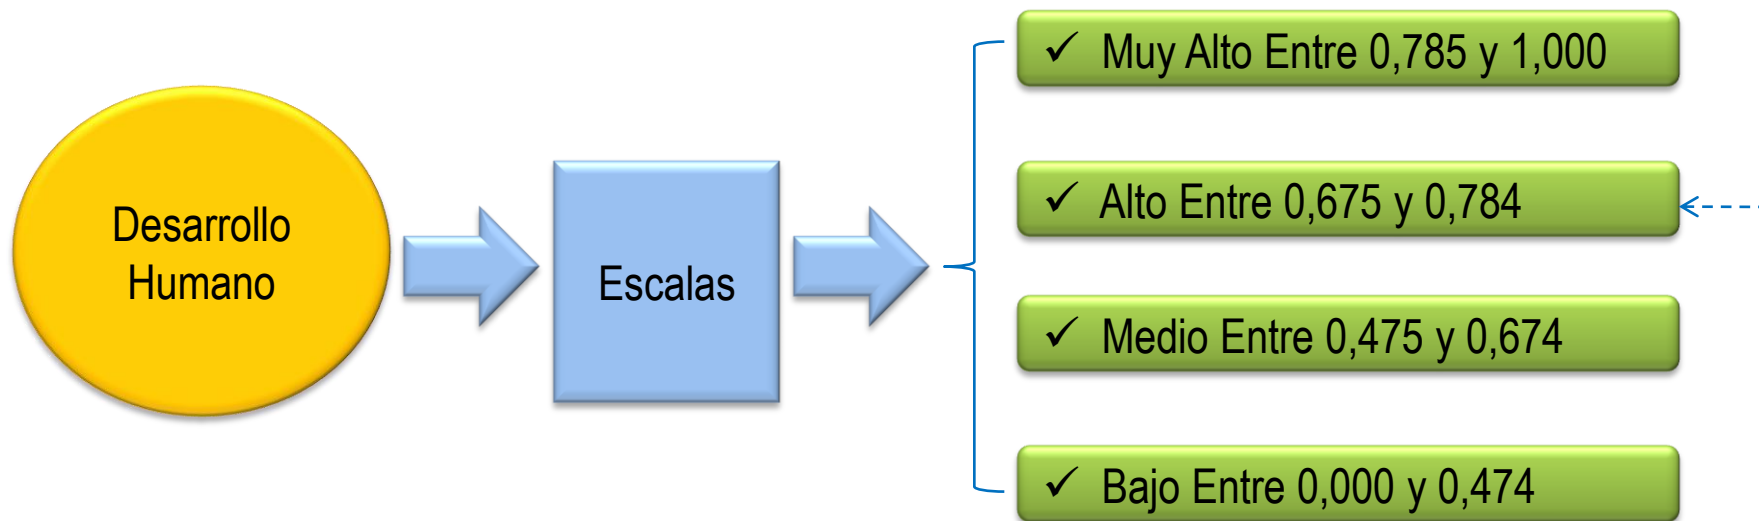 Desarrollo
Humano
Escalas
✓ Muy Alto Entre 0,785 y 1,000
✓ Alto Entre 0,675 y 0,784
✓ Medio Entre 0,475 y 0,674
✓ Bajo Entre 0,000 y 0,474